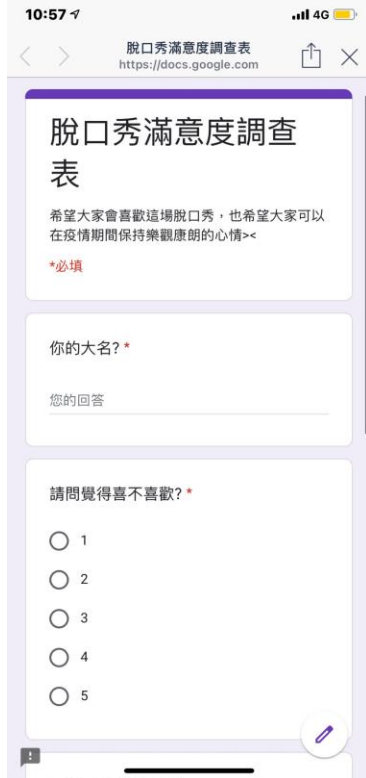 10:57
4G
脫口秀滿意度調查表
https://docs.google.com
脫口秀滿意度調查
表
希望大家會喜歡這場脫口秀，也希望大家可以
在疫情期間保持樂觀康朗的心情><
*必填
你的大名? *
您的回答
請問覺得喜不喜歡? *
1
2
3
4
5